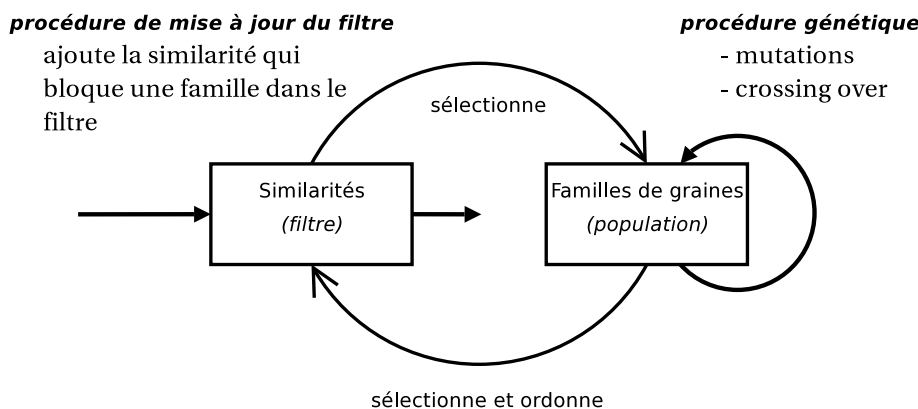 procédure de mise à jour du filtre
ajoute la similarité qui
bloque une famille dans le
filtre
procédure génétique
- mutations
- crossing over
sélectionne
Similarités
(filtre)
Familles de graines
(population)
sélectionne et ordonne